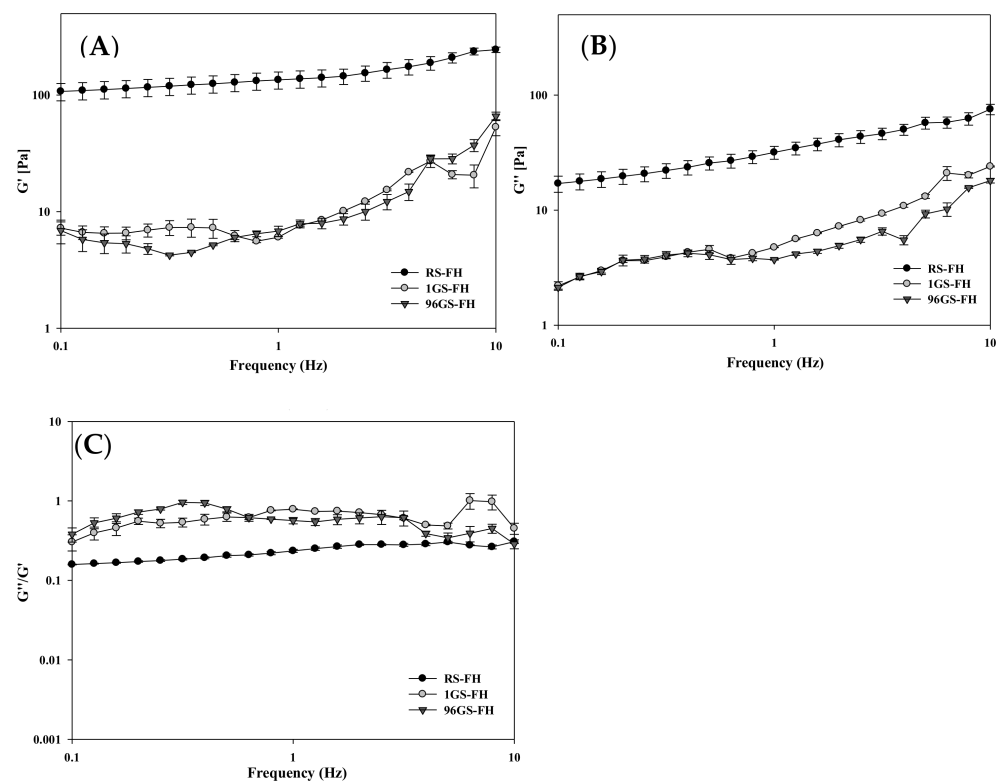 (A)
G' [Pa]
100
10
1
0.1
1
10
Frequency (Hz)
RS-FH
1GS-FH
96GS-FH
(B)
G'' [Pa]
100
10
1
0.1
1
10
Frequency (Hz)
RS-FH
1GS-FH
96GS-FH
(C)
G''/G'
10
1
0.1
0.01
0.001
0.1
1
10
Frequency (Hz)
RS-FH
1GS-FH
96GS-FH